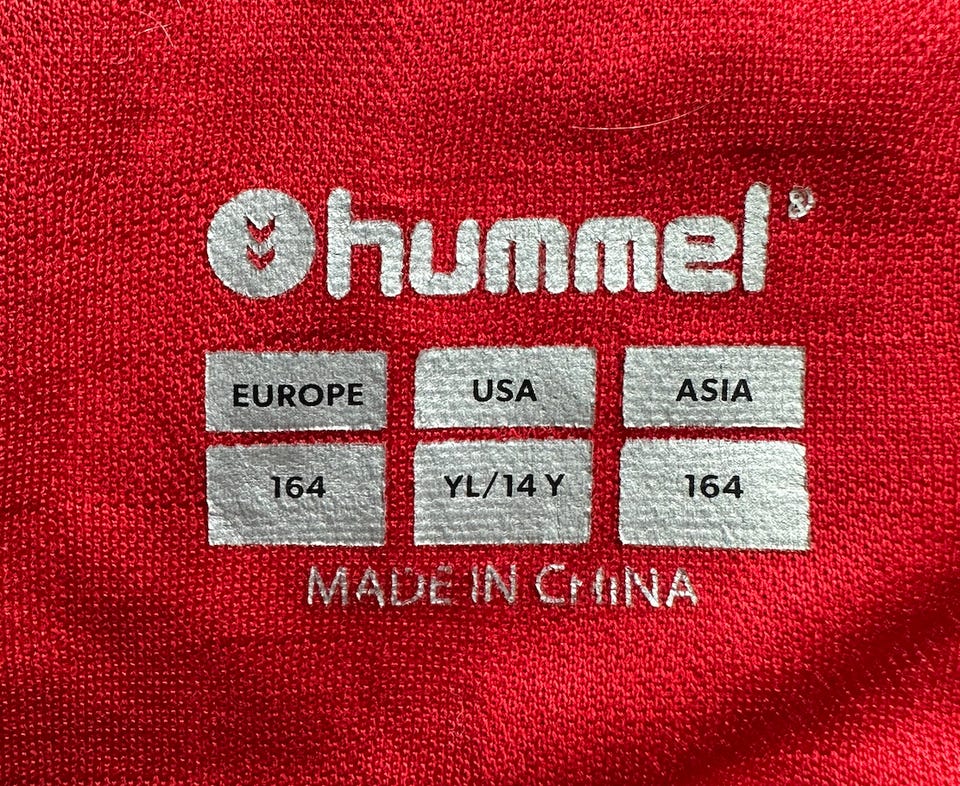 hummel®
EUROPE USA ASIA
164 YL/14 Y 164
MADE IN CHINA